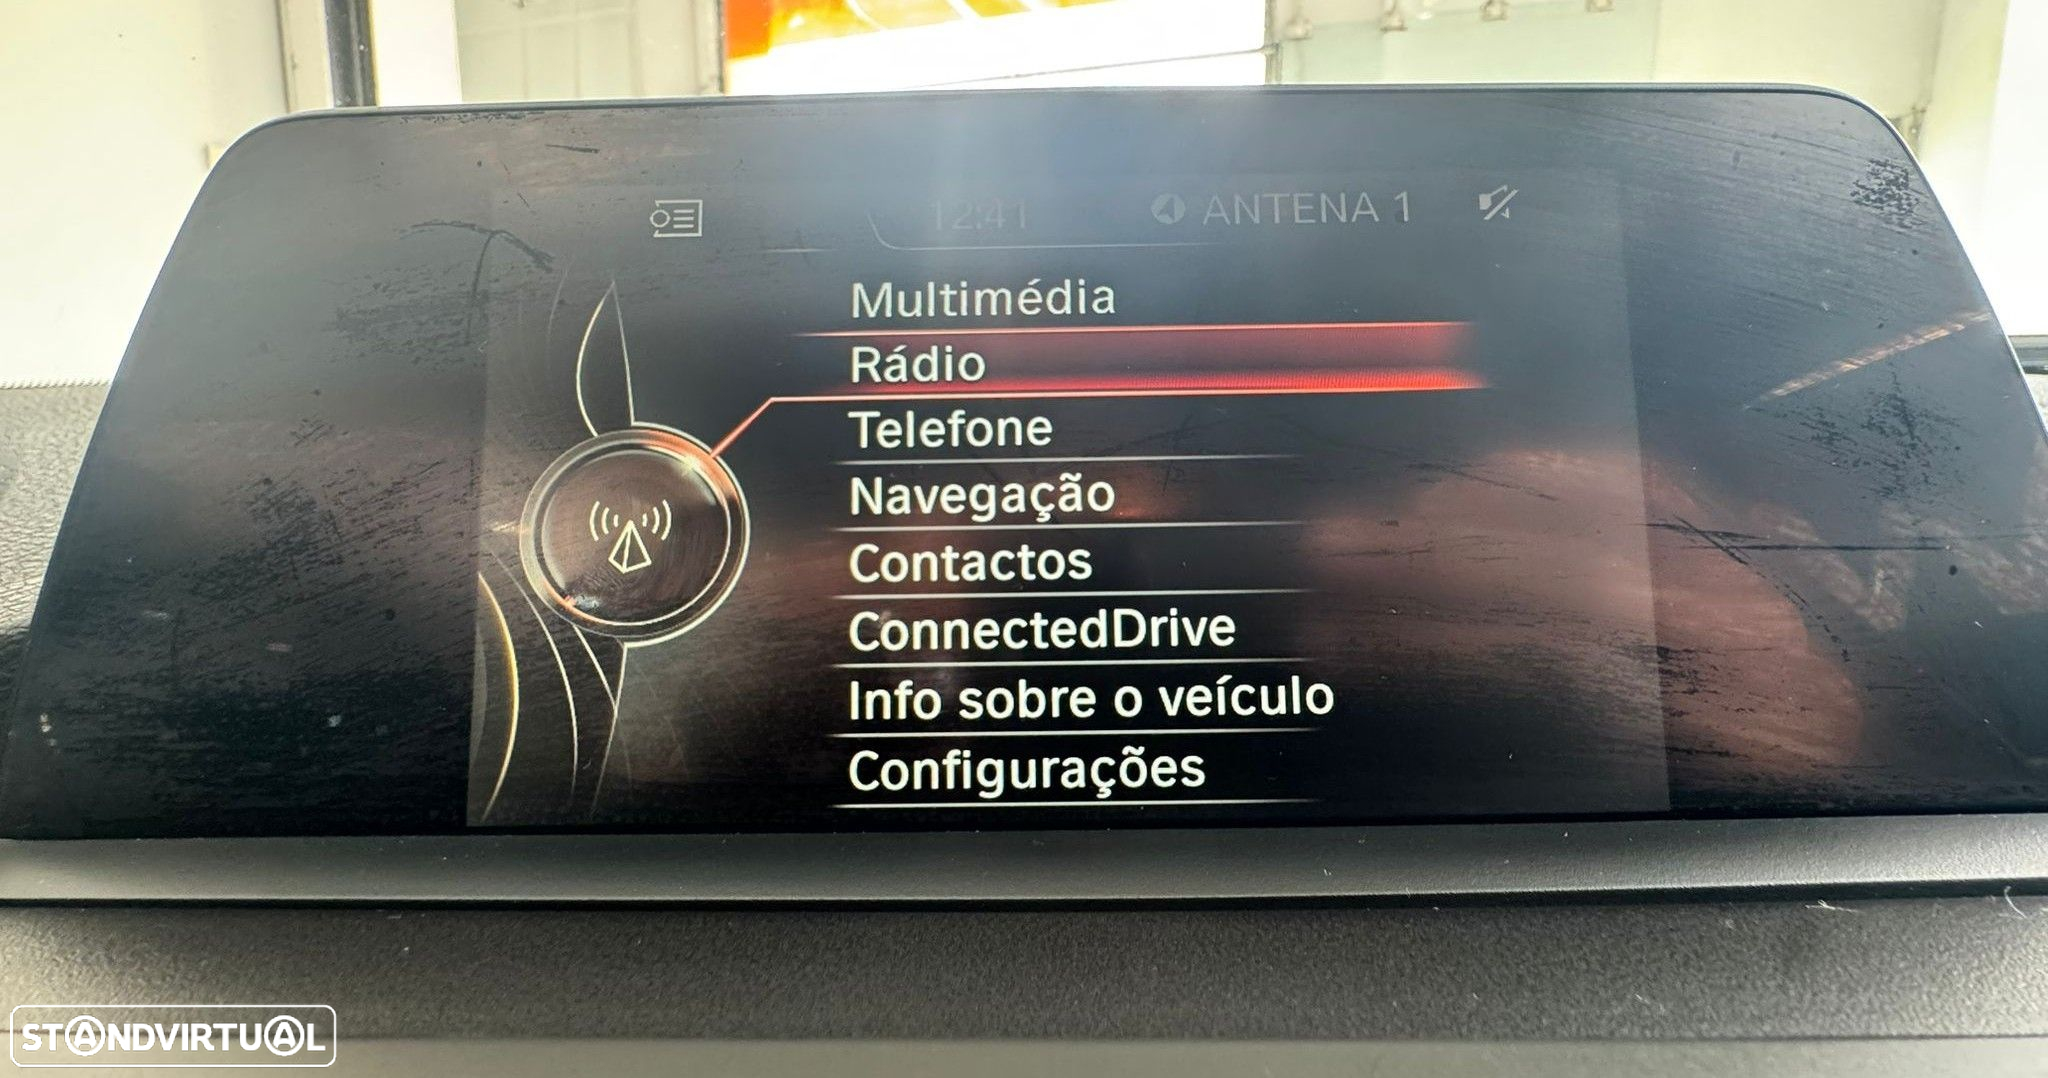 12:41 ANTENA 1
Multimédia
Rádio
Telefone
Navegação
Contactos
ConnectedDrive
Info sobre o veículo
Configurações
STANDVIRTUAL